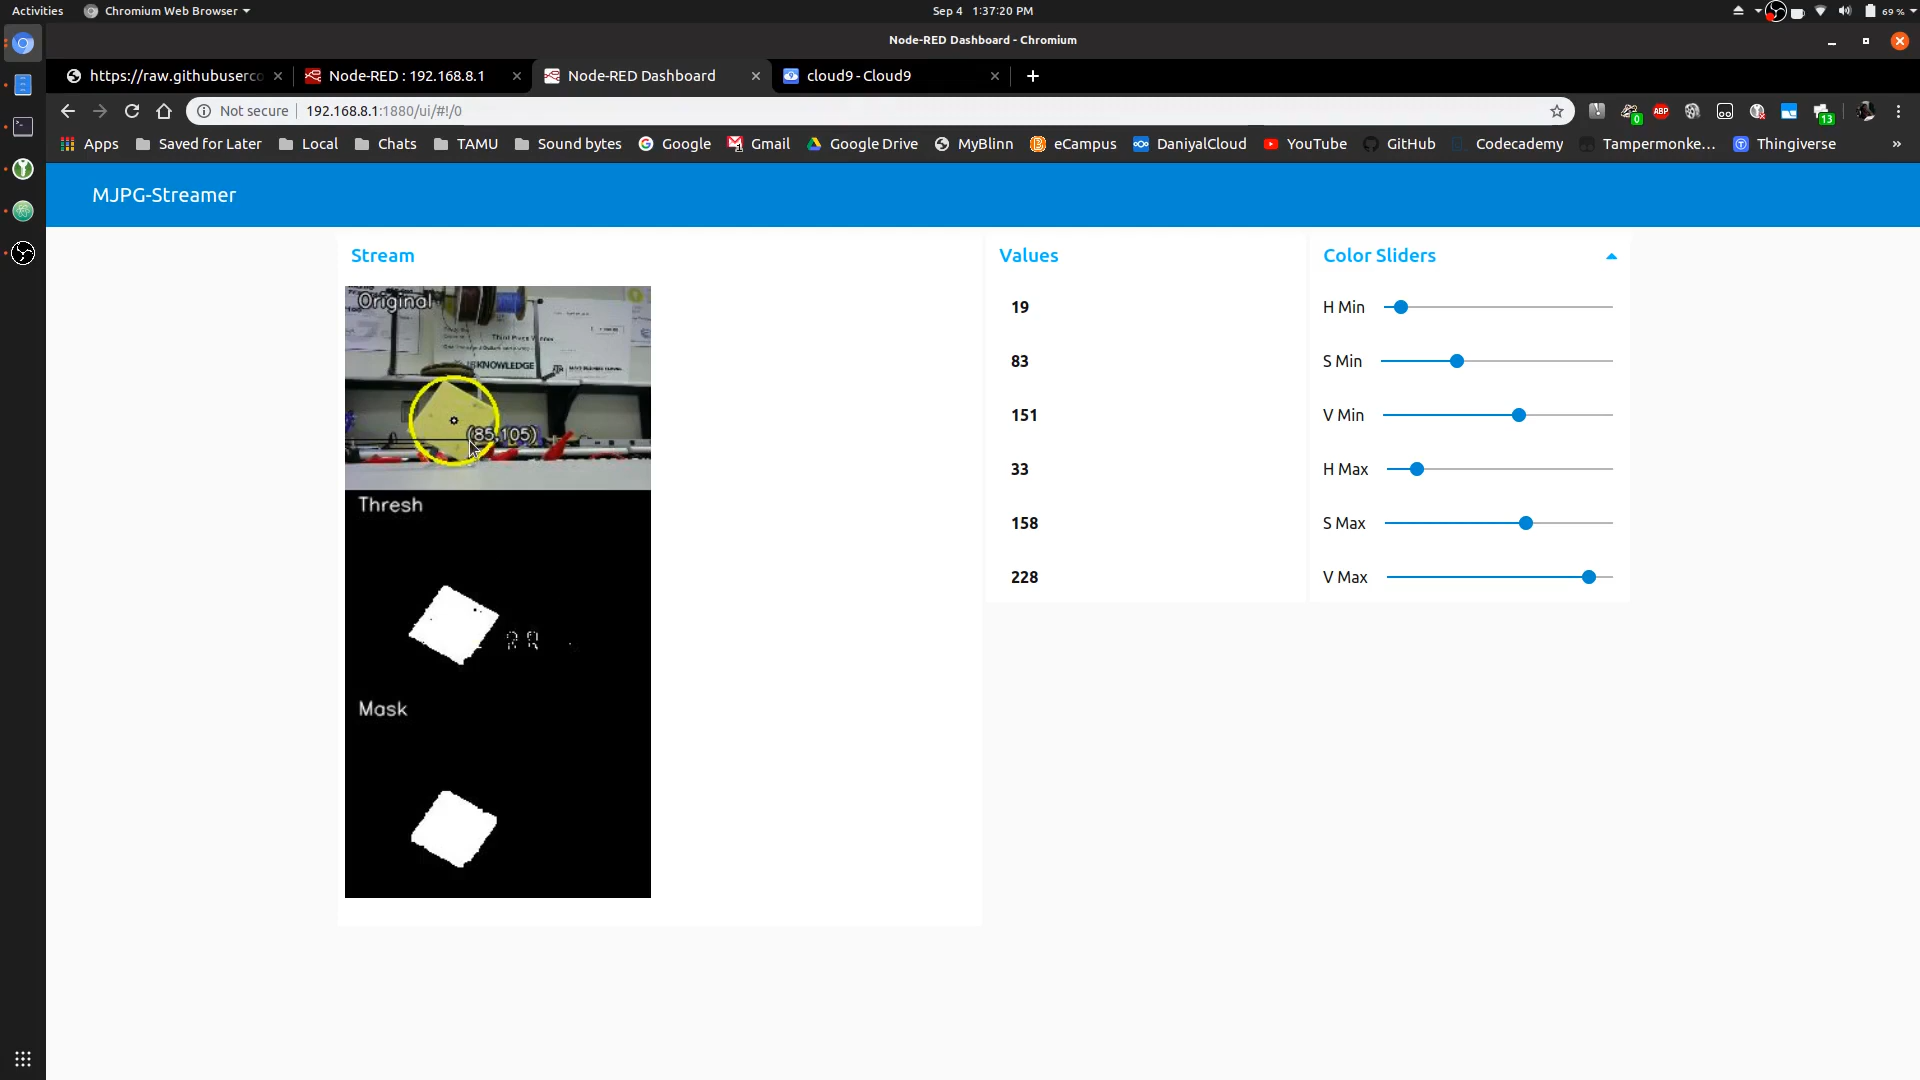 Activities
Chromium Web Browser
Sep 4 1:37:20 PM
69 %
Node-RED Dashboard - Chromium
https://raw.githubuserco
Node-RED : 192.168.8.1
Node-RED Dashboard
cloud9 - Cloud9
Not secure
192.168.8.1:1880/ui/#!/0
ABP
0
13
Apps
Saved for Later
Local
Chats
TAMU
Sound bytes
Google
Gmail
Google Drive
MyBlinn
eCampus
DaniyalCloud
YouTube
GitHub
Codecademy
Tampermonke...
Thingiverse
»
MJPG-Streamer
Stream
Original
KNOWLEDGE
(85,105)
Thresh
Mask
Values
19
83
151
33
158
228
Color Sliders
H Min
S Min
V Min
H Max
S Max
V Max